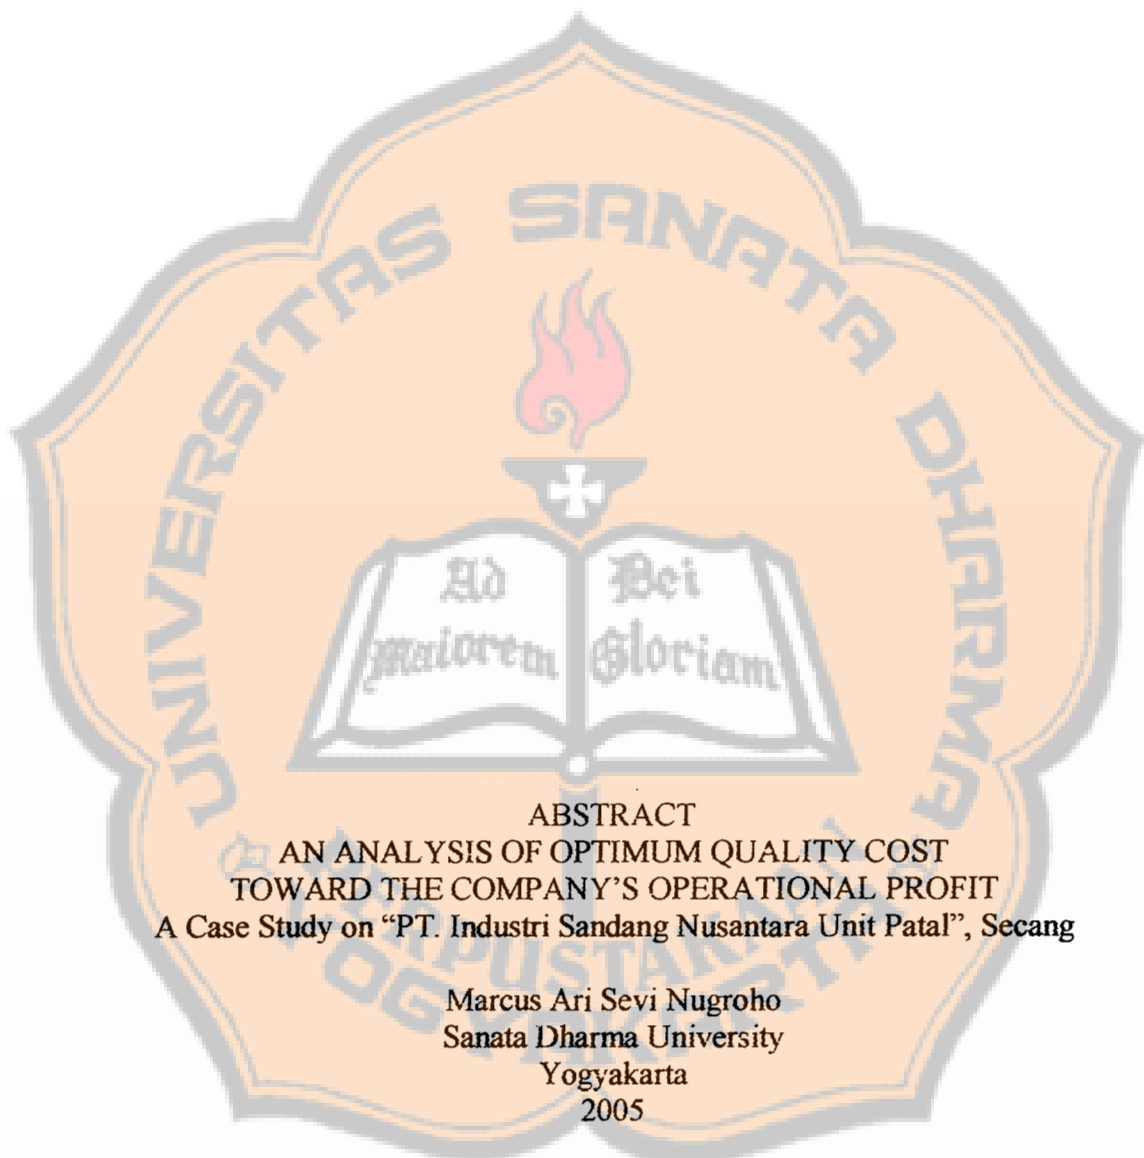 UNIVERSITAS SANATA DHARMA
Ad Dei
Maiorem Gloriam
ABSTRACT
AN ANALYSIS OF OPTIMUM QUALITY COST
TOWARD THE COMPANY'S OPERATIONAL PROFIT
A Case Study on “PT. Industri Sandang Nusantara Unit Patal”, Secang
PERPUSTAKAAN
YOGYAKARTA
Marcus Ari Sevi Nugroho
Sanata Dharma University
Yogyakarta
2005